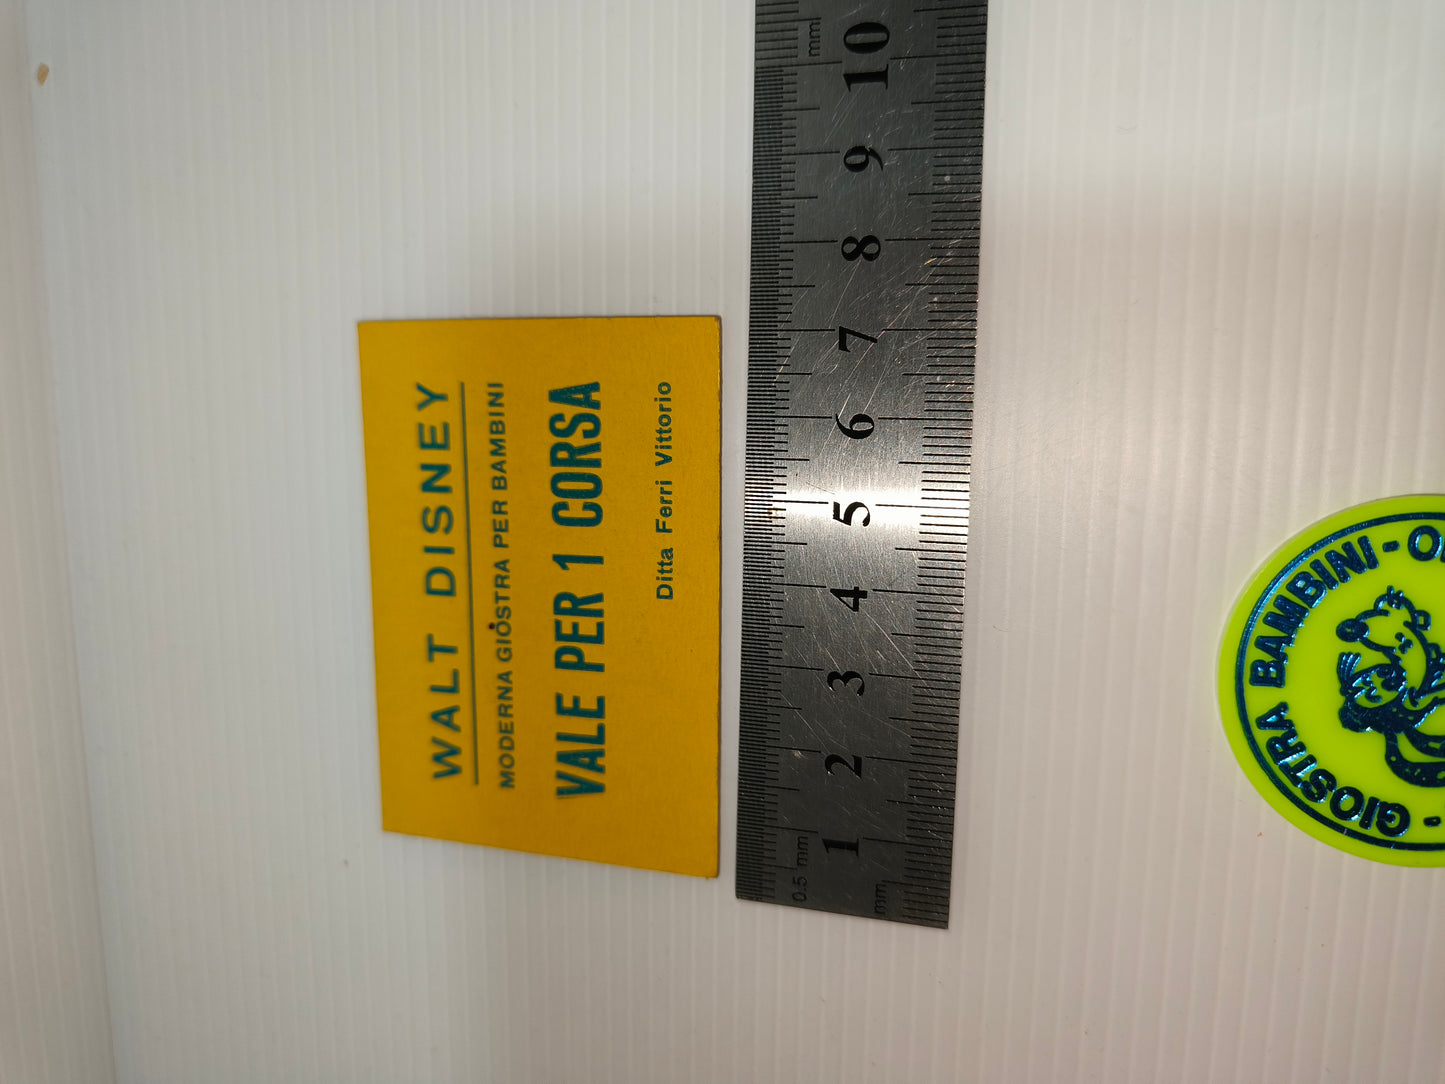 WALT DISNEY
MODERNA GIOSTRA PER BAMBINI
VALE PER 1 CORSA
Ditta Ferri Vittorio
0.5 mm
1 2 3 4 5 6 7 8 9 10
mm
mm
- GIOSTRA BAMBINI -